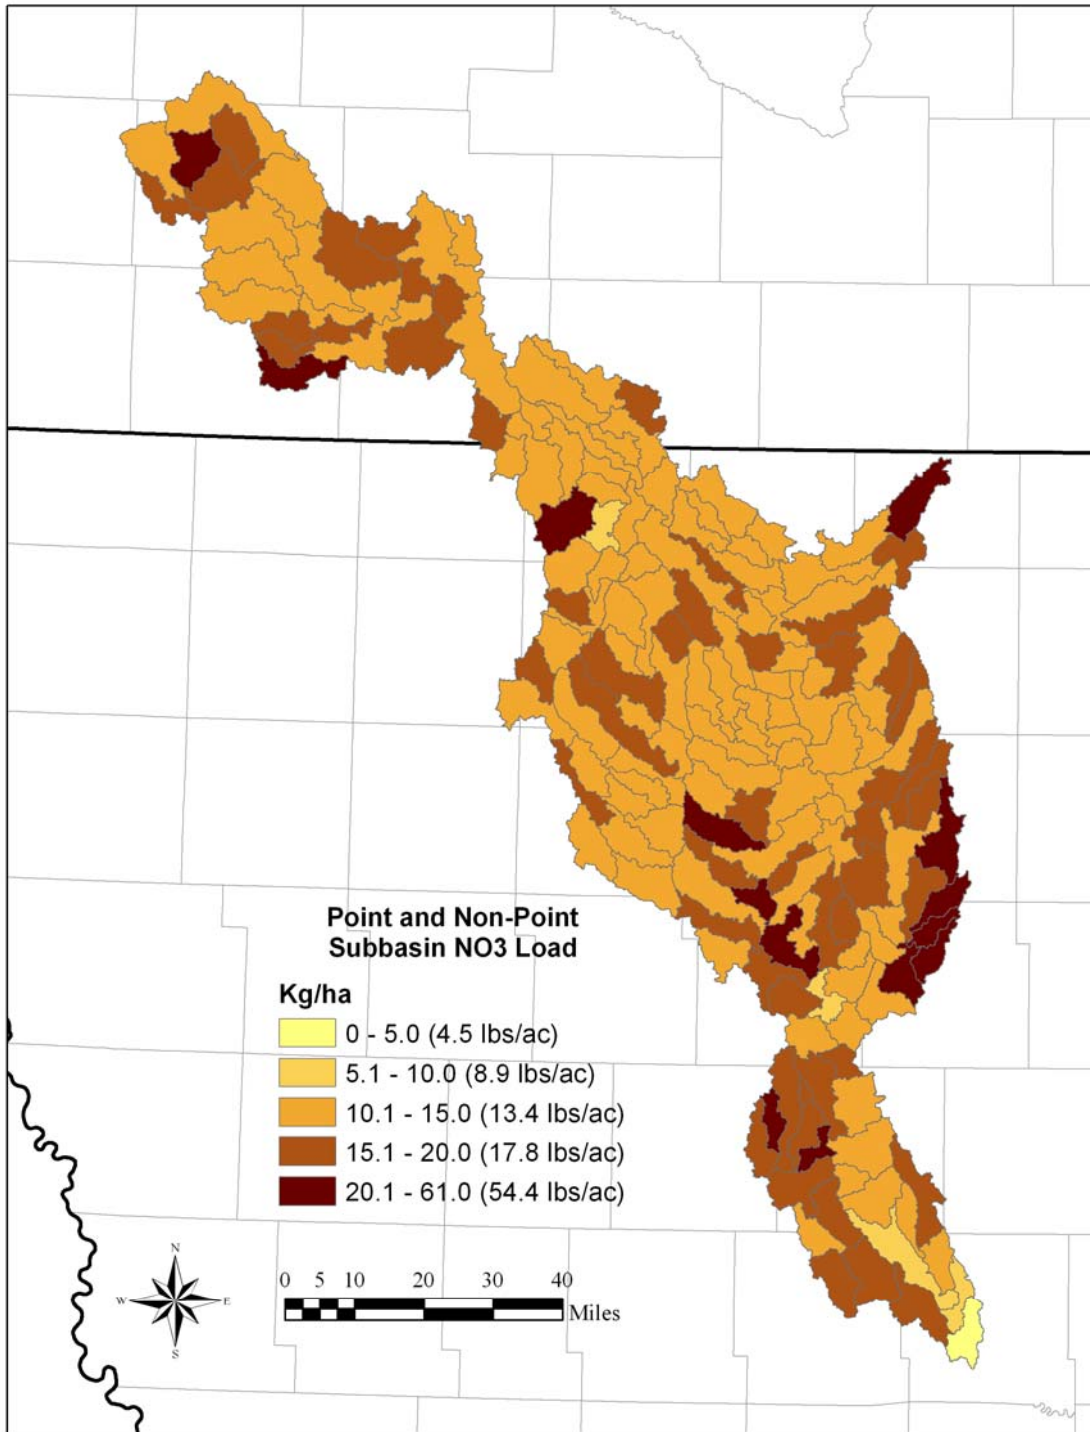 Point and Non-Point
Subbasin NO3 Load
Kg/ha
0 - 5.0 (4.5 lbs/ac)
5.1 - 10.0 (8.9 lbs/ac)
10.1 - 15.0 (13.4 lbs/ac)
15.1 - 20.0 (17.8 lbs/ac)
20.1 - 61.0 (54.4 lbs/ac)
N
W E
S
0 5 10 20 30 40
Miles